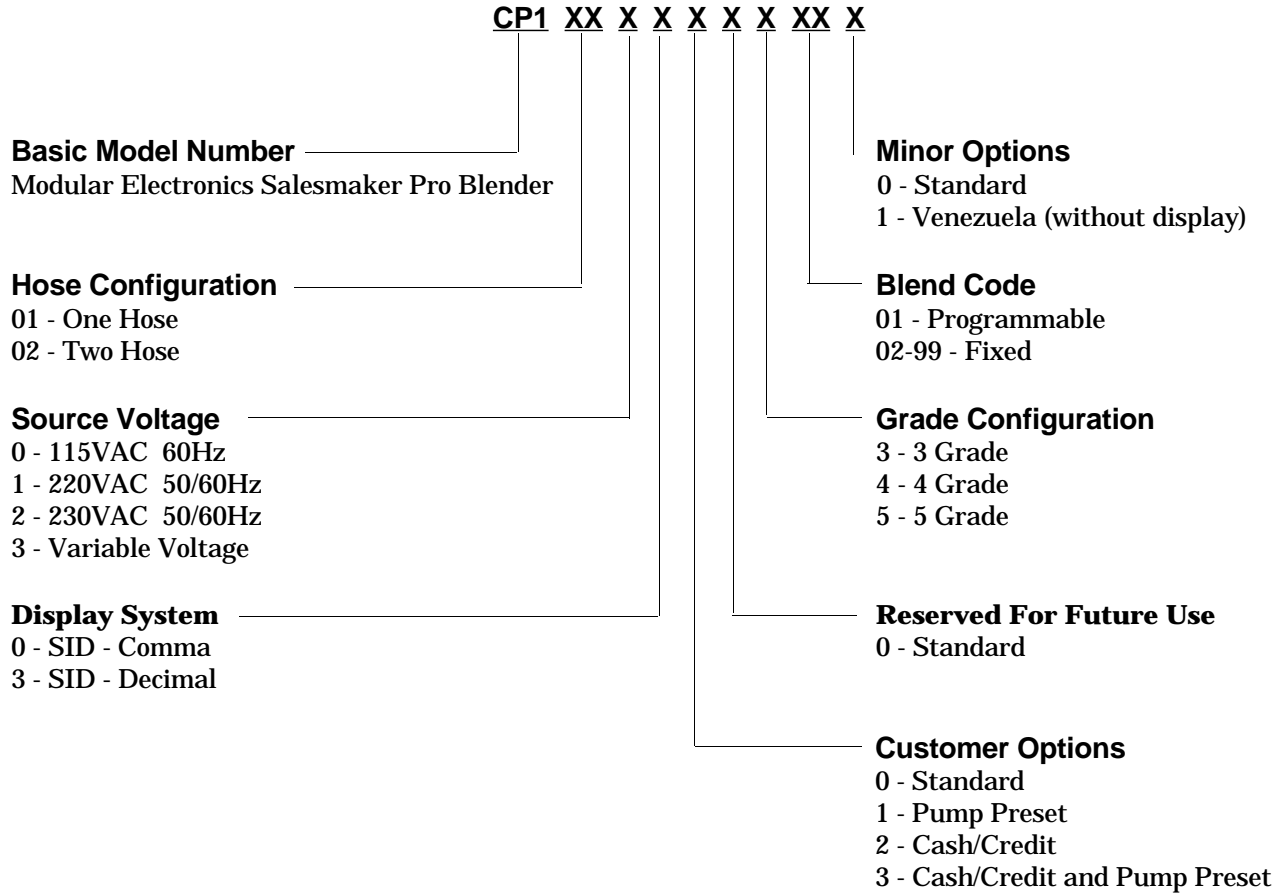 CP1 XX X X X X X XX X
Basic Model Number
Modular Electronics Salesmaker Pro Blender
Hose Configuration
01 - One Hose
02 - Two Hose
Source Voltage
0 - 115VAC 60Hz
1 - 220VAC 50/60Hz
2 - 230VAC 50/60Hz
3 - Variable Voltage
Display System
0 - SID - Comma
3 - SID - Decimal
Minor Options
0 - Standard
1 - Venezuela (without display)
Blend Code
01 - Programmable
02-99 - Fixed
Grade Configuration
3 - 3 Grade
4 - 4 Grade
5 - 5 Grade
Reserved For Future Use
0 - Standard
Customer Options
0 - Standard
1 - Pump Preset
2 - Cash/Credit
3 - Cash/Credit and Pump Preset